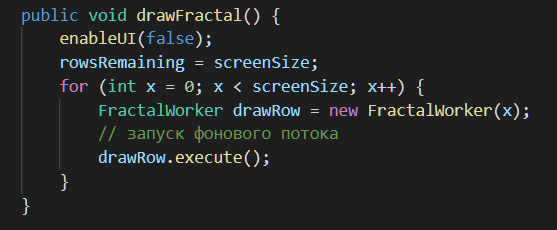 public void drawFractal() {
    enableUI(false);
    rowsRemaining = screenSize;
    for (int x = 0; x < screenSize; x++) {
        FractalWorker drawRow = new FractalWorker(x);
        // запуск фонового потока
        drawRow.execute();
    }
}